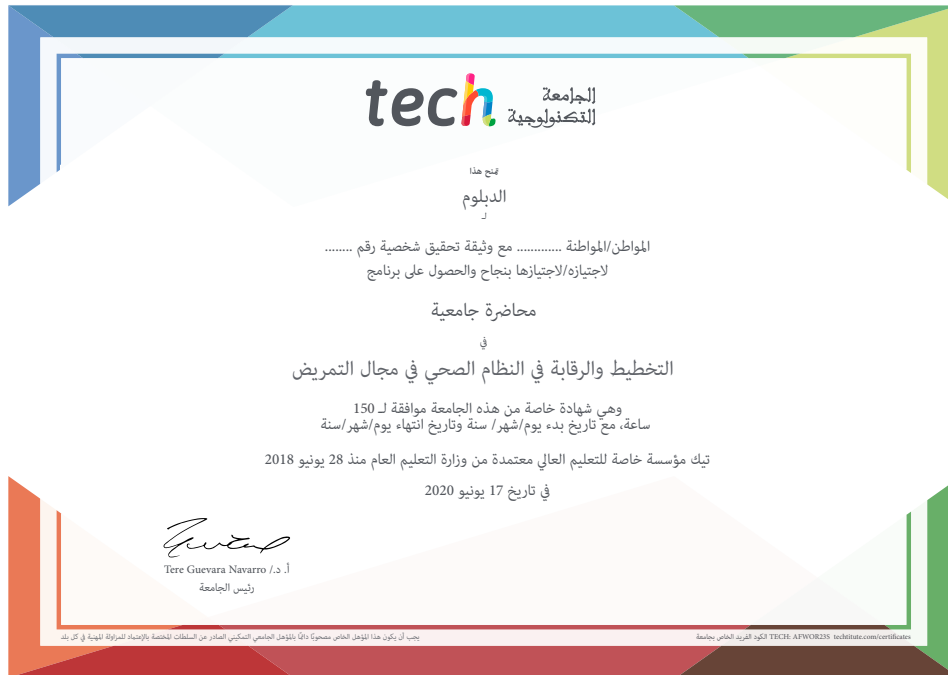 tech الجامعة
التكنولوجية
تمنح هذا
الدبلوم
لـ
المواطن/المواطنة ............. مع وثيقة تحقيق شخصية رقم ........
لاجتيازه/لاجتيازها بنجاح والحصول على برنامج
محاضرة جامعية
في
التخطيط والرقابة في النظام الصحي في مجال التمريض
وهي شهادة خاصة من هذه الجامعة موافقة لـ 150
ساعة، مع تاريخ بدء يوم/شهر/ سنة وتاريخ انتهاء يوم/شهر/سنة
تيك مؤسسة خاصة للتعليم العالي معتمدة من وزارة التعليم العام منذ 28 يونيو 2018
في تاريخ 17 يونيو 2020
أ. د./ Tere Guevara Navarro
رئيس الجامعة
يجب أن يكون هذا المؤهل الخاص مصحوبًا دائمًا بالمؤهل الجامعي التمكيني الصادر عن السلطات المختصة بالإعتماد للمزاولة المهنية في كل بلد
الكود الفريد الخاص بجامعة TECH: AFWOR23S techtitute.com/certificates